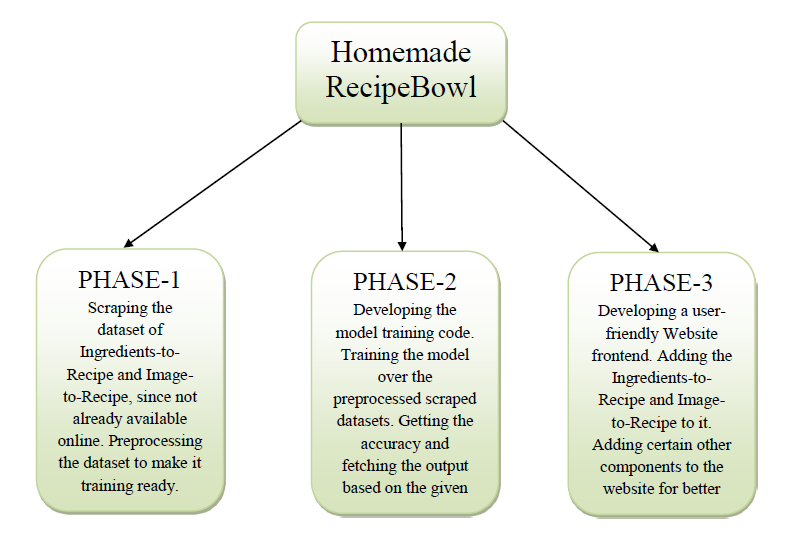 Homemade
RecipeBowl
PHASE-1
Scraping the
dataset of
Ingredients-to-
Recipe and Image-
to-Recipe, since not
already available
online. Preprocessing
the dataset to make it
training ready.
PHASE-2
Developing the
model training code.
Training the model
over the
preprocessed scraped
datasets. Getting the
accuracy and
fetching the output
based on the given
PHASE-3
Developing a user-
friendly Website
frontend. Adding the
Ingredients-to-
Recipe and Image-
to-Recipe to it.
Adding certain other
components to the
website for better